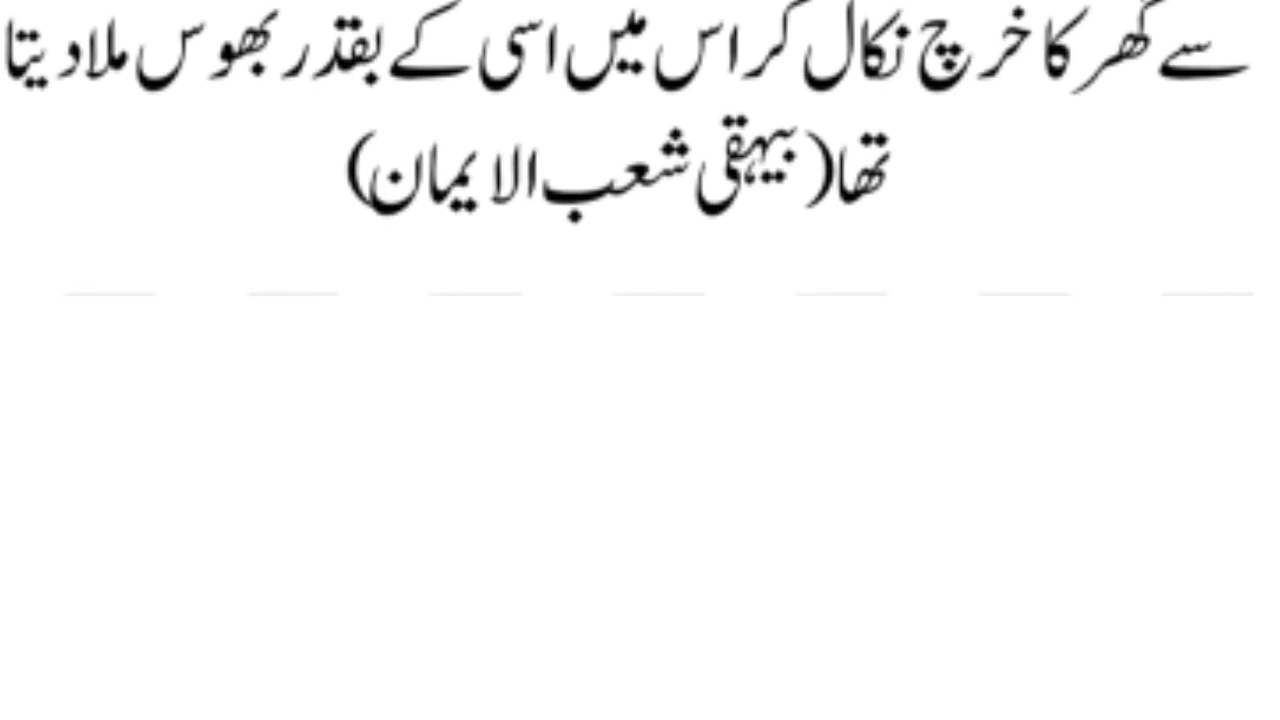 سے گھر کا خرچ نکال کر اس میں اسی کے بقدر بھوس ملا دیتا
تھا (بیہقی شعب الایمان)